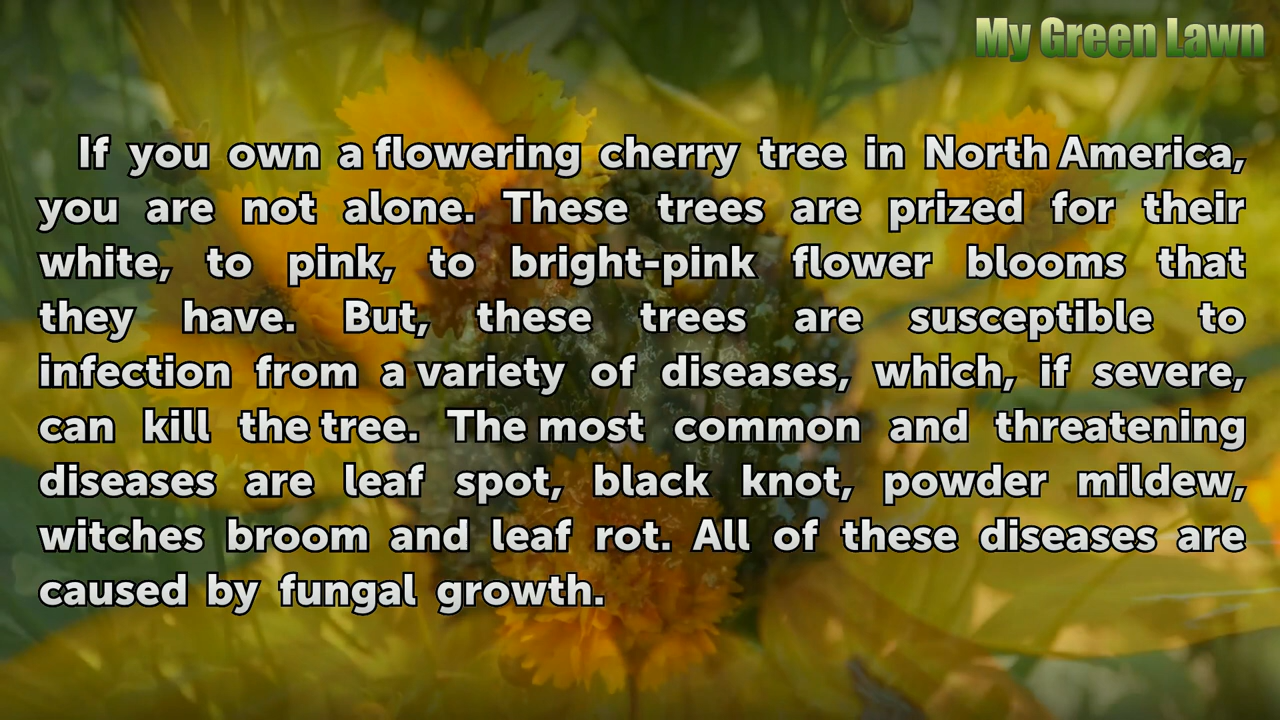 My Green Lawn
If you own a flowering cherry tree in North America,
you are not alone. These trees are prized for their
white, to pink, to bright-pink flower blooms that
they have. But, these trees are susceptible to
infection from a variety of diseases, which, if severe,
can kill the tree. The most common and threatening
diseases are leaf spot, black knot, powder mildew,
witches broom and leaf rot. All of these diseases are
caused by fungal growth.